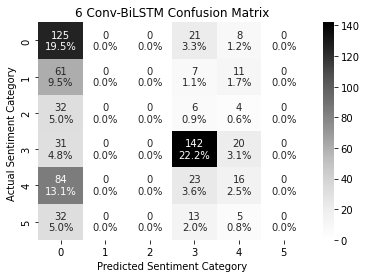 6 Conv-BiLSTM Confusion Matrix
Actual Sentiment Category
0 125 0 0 21 8 0
19.5% 0.0% 0.0% 3.3% 1.2% 0.0%
1 61 0 0 7 11 0
9.5% 0.0% 0.0% 1.1% 1.7% 0.0%
2 32 0 0 6 4 0
5.0% 0.0% 0.0% 0.9% 0.6% 0.0%
3 31 0 0 142 20 0
4.8% 0.0% 0.0% 22.2% 3.1% 0.0%
4 84 0 0 23 16 0
13.1% 0.0% 0.0% 3.6% 2.5% 0.0%
5 32 0 0 13 5 0
5.0% 0.0% 0.0% 2.0% 0.8% 0.0%
0 1 2 3 4 5
Predicted Sentiment Category
140
120
100
80
60
40
20
0